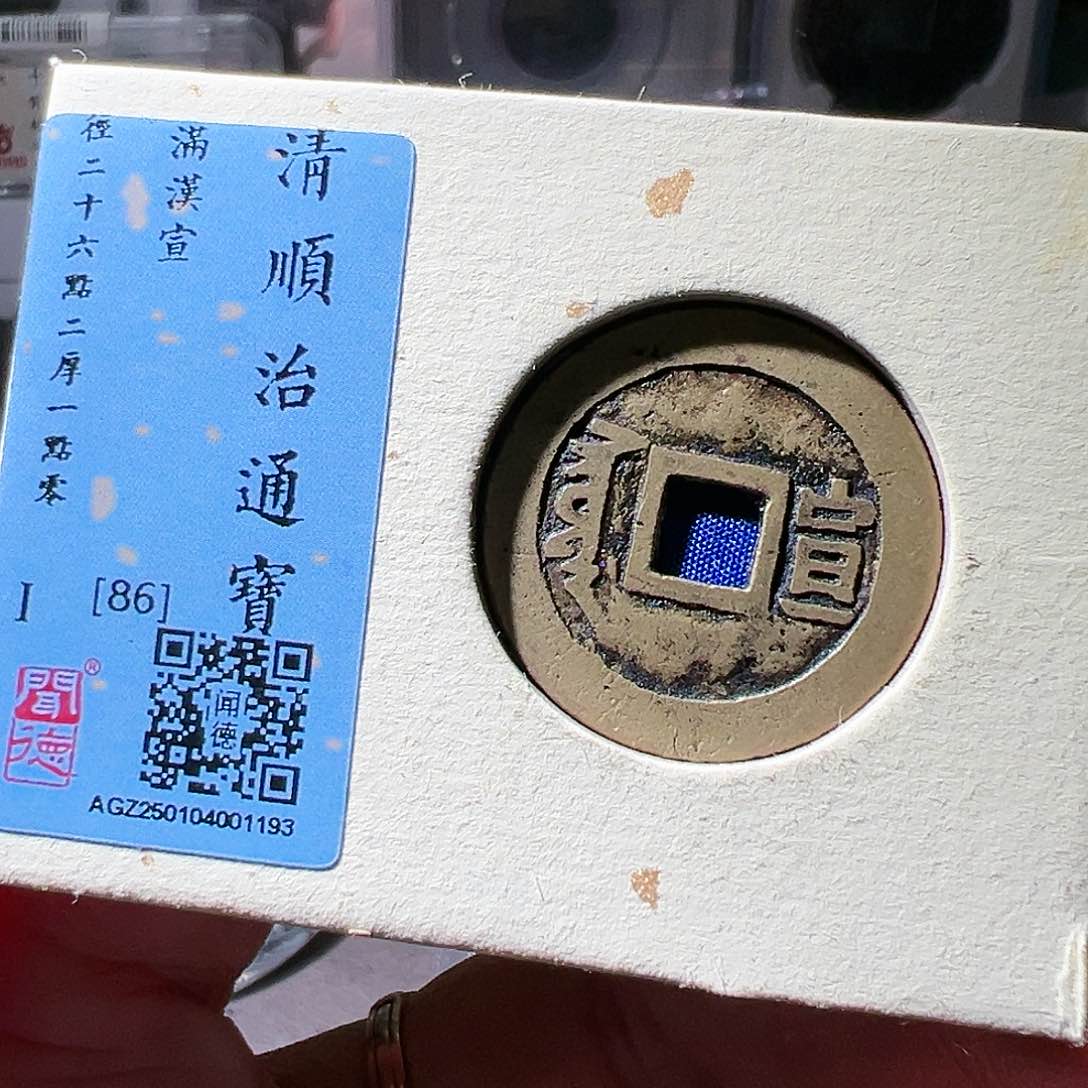 清順治通寶
滿漢宣
徑二十六點二厚一點零
I [86]
聞德®
闻德
AGZ250104001193
宣